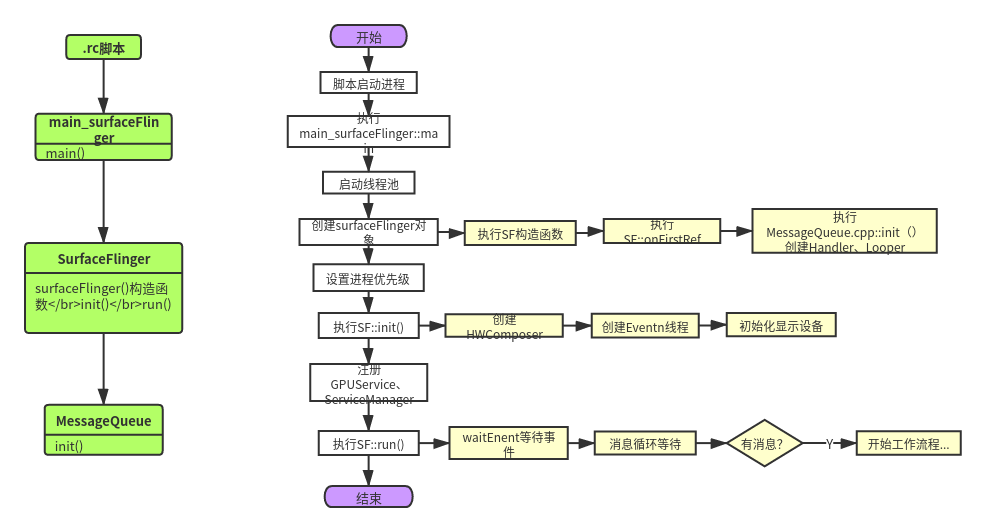 .rc脚本
main_surfaceFlin
ger
main()
SurfaceFlinger
surfaceFlinger()构造函
数</br>init()</br>run()
MessageQueue
init()
开始
脚本启动进程
执行
main_surfaceFlinger::ma
in
启动线程池
创建surfaceFlinger对
象
执行SF构造函数
执行
SF::onFirstRef
执行
MessageQueue.cpp::init（）
创建Handler、Looper
设置进程优先级
执行SF::init()
创建
HWComposer
创建Eventn线程
初始化显示设备
注册
GPUService、
ServiceManager
执行SF::run()
waitEnent等待事
件
消息循环等待
有消息?
Y
开始工作流程...
结束